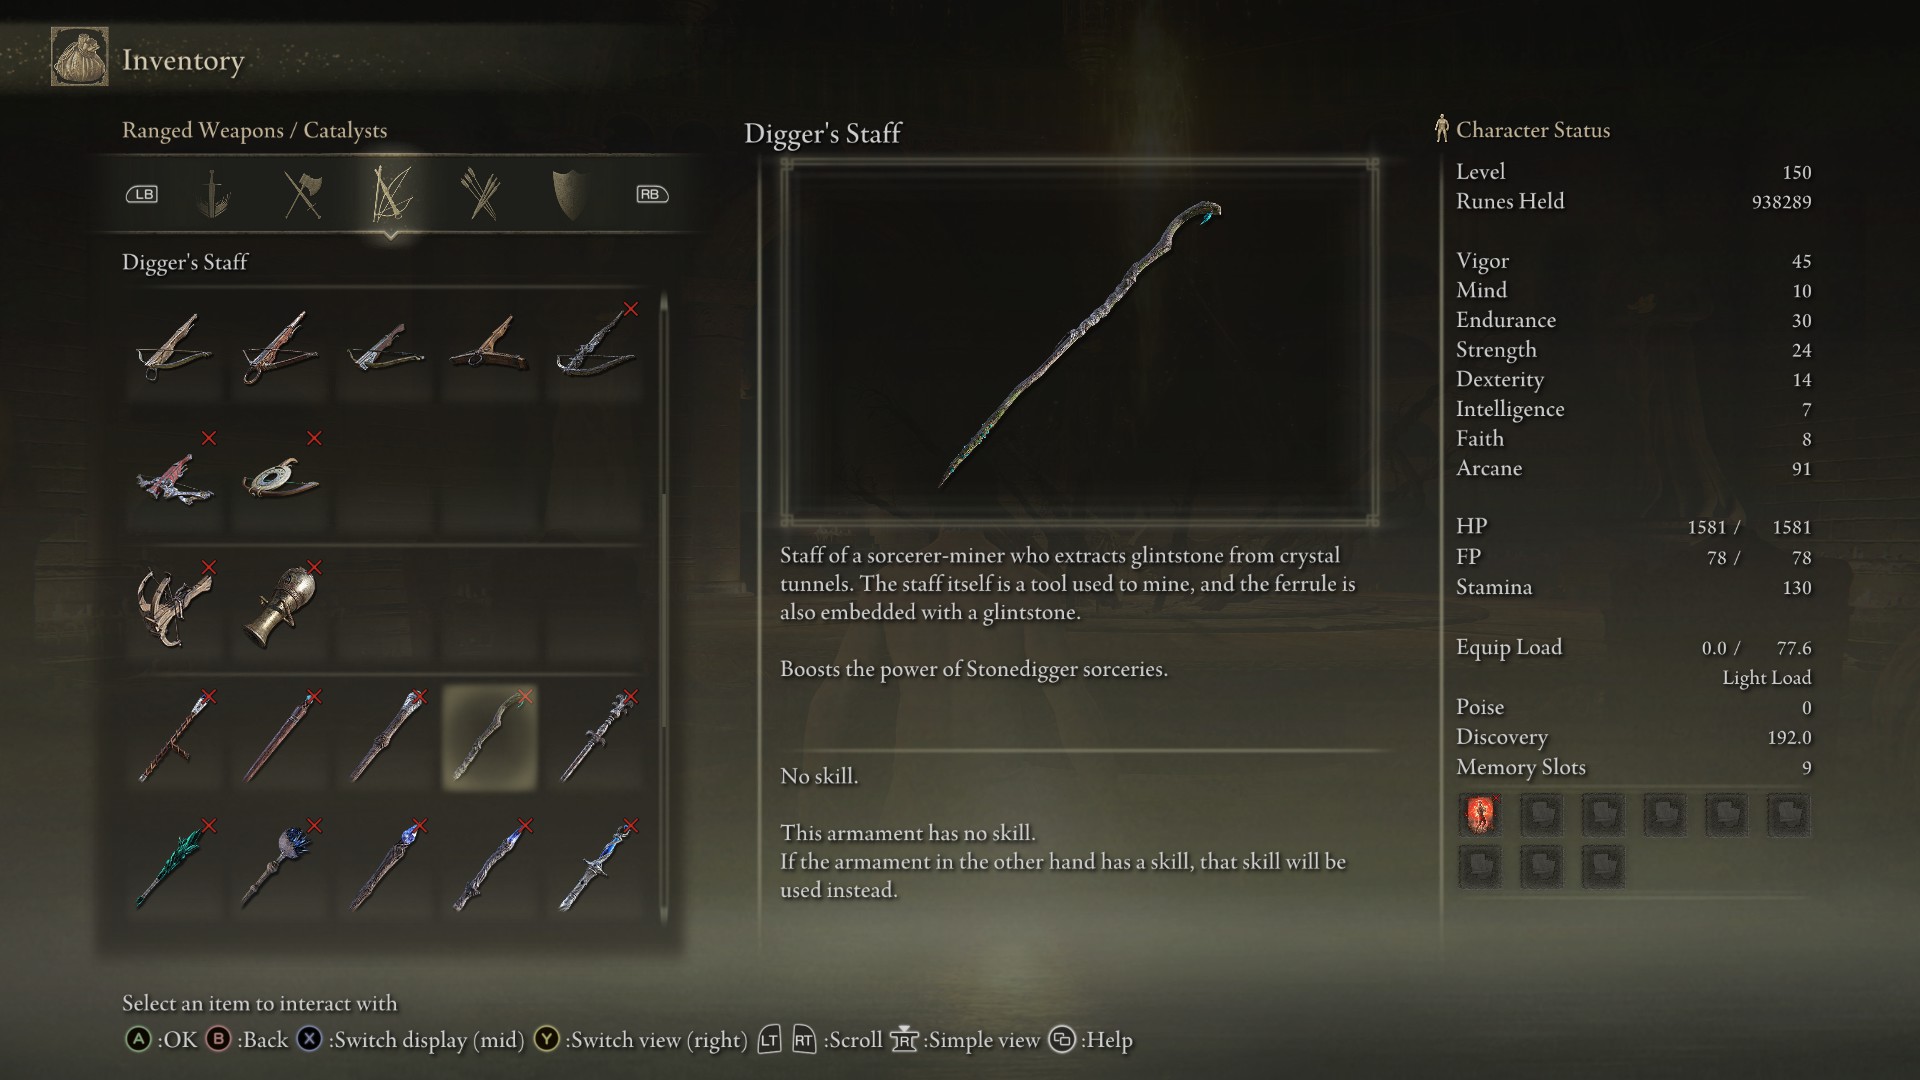 Inventory
Ranged Weapons / Catalysts
LB
RB
Digger's Staff
Digger's Staff
Staff of a sorcerer-miner who extracts glintstone from crystal
tunnels. The staff itself is a tool used to mine, and the ferrule is
also embedded with a glintstone.
Boosts the power of Stonedigger sorceries.
No skill.
This armament has no skill.
If the armament in the other hand has a skill, that skill will be
used instead.
Character Status
Level 150
Runes Held 938289
Vigor 45
Mind 10
Endurance 30
Strength 24
Dexterity 14
Intelligence 7
Faith 8
Arcane 91
HP 1581 / 1581
FP 78 / 78
Stamina 130
Equip Load 0.0 / 77.6
Light Load
Poise 0
Discovery 192.0
Memory Slots 9
Select an item to interact with
A :OK B :Back X :Switch display (mid) Y :Switch view (right) LT RT :Scroll R :Simple view :Help